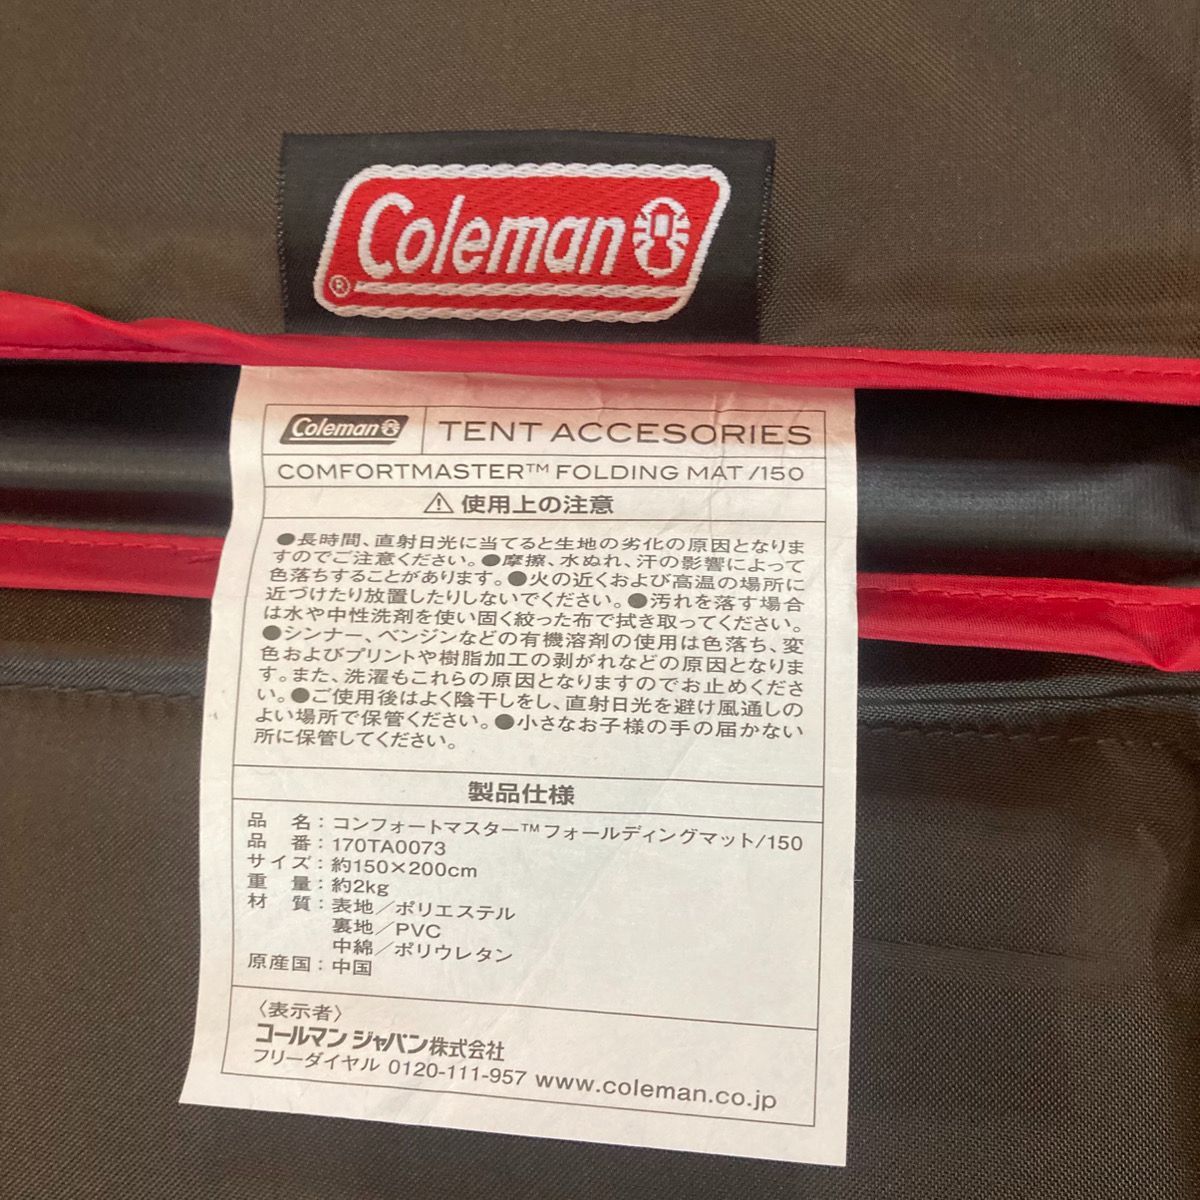 Coleman
®
Coleman TENT ACCESORIES
COMFORTMASTER™ FOLDING MAT /150
⚠ 使用上の注意
●長時間、直射日光に当てると生地の劣化の原因となりま
すのでご注意ください。●摩擦、水ぬれ、汗の影響によって
色落ちすることがあります。●火の近くおよび高温の場所に
近づけたり放置したりしないでください。●汚れを落す場合
は水や中性洗剤を使い固く絞った布で拭き取ってください。
●シンナー、ベンジンなどの有機溶剤の使用は色落ち、変
色およびプリントや樹脂加工の剥がれなどの原因となりま
す。また、洗濯もこれらの原因となりますのでお止めくださ
い。●ご使用後はよく陰干しをし、直射日光を避け風通しの
よい場所で保管ください。●小さなお子様の手の届かない
所に保管してください。
製品仕様
品 名：コンフォートマスター™フォールディングマット/150
品 番：170TA0073
サイズ：約150×200cm
重 量：約2kg
材 質：表地／ポリエステル
裏地／PVC
中綿／ポリウレタン
原産国：中国
〈表示者〉
コールマン ジャパン株式会社
フリーダイヤル 0120-111-957 www.coleman.co.jp